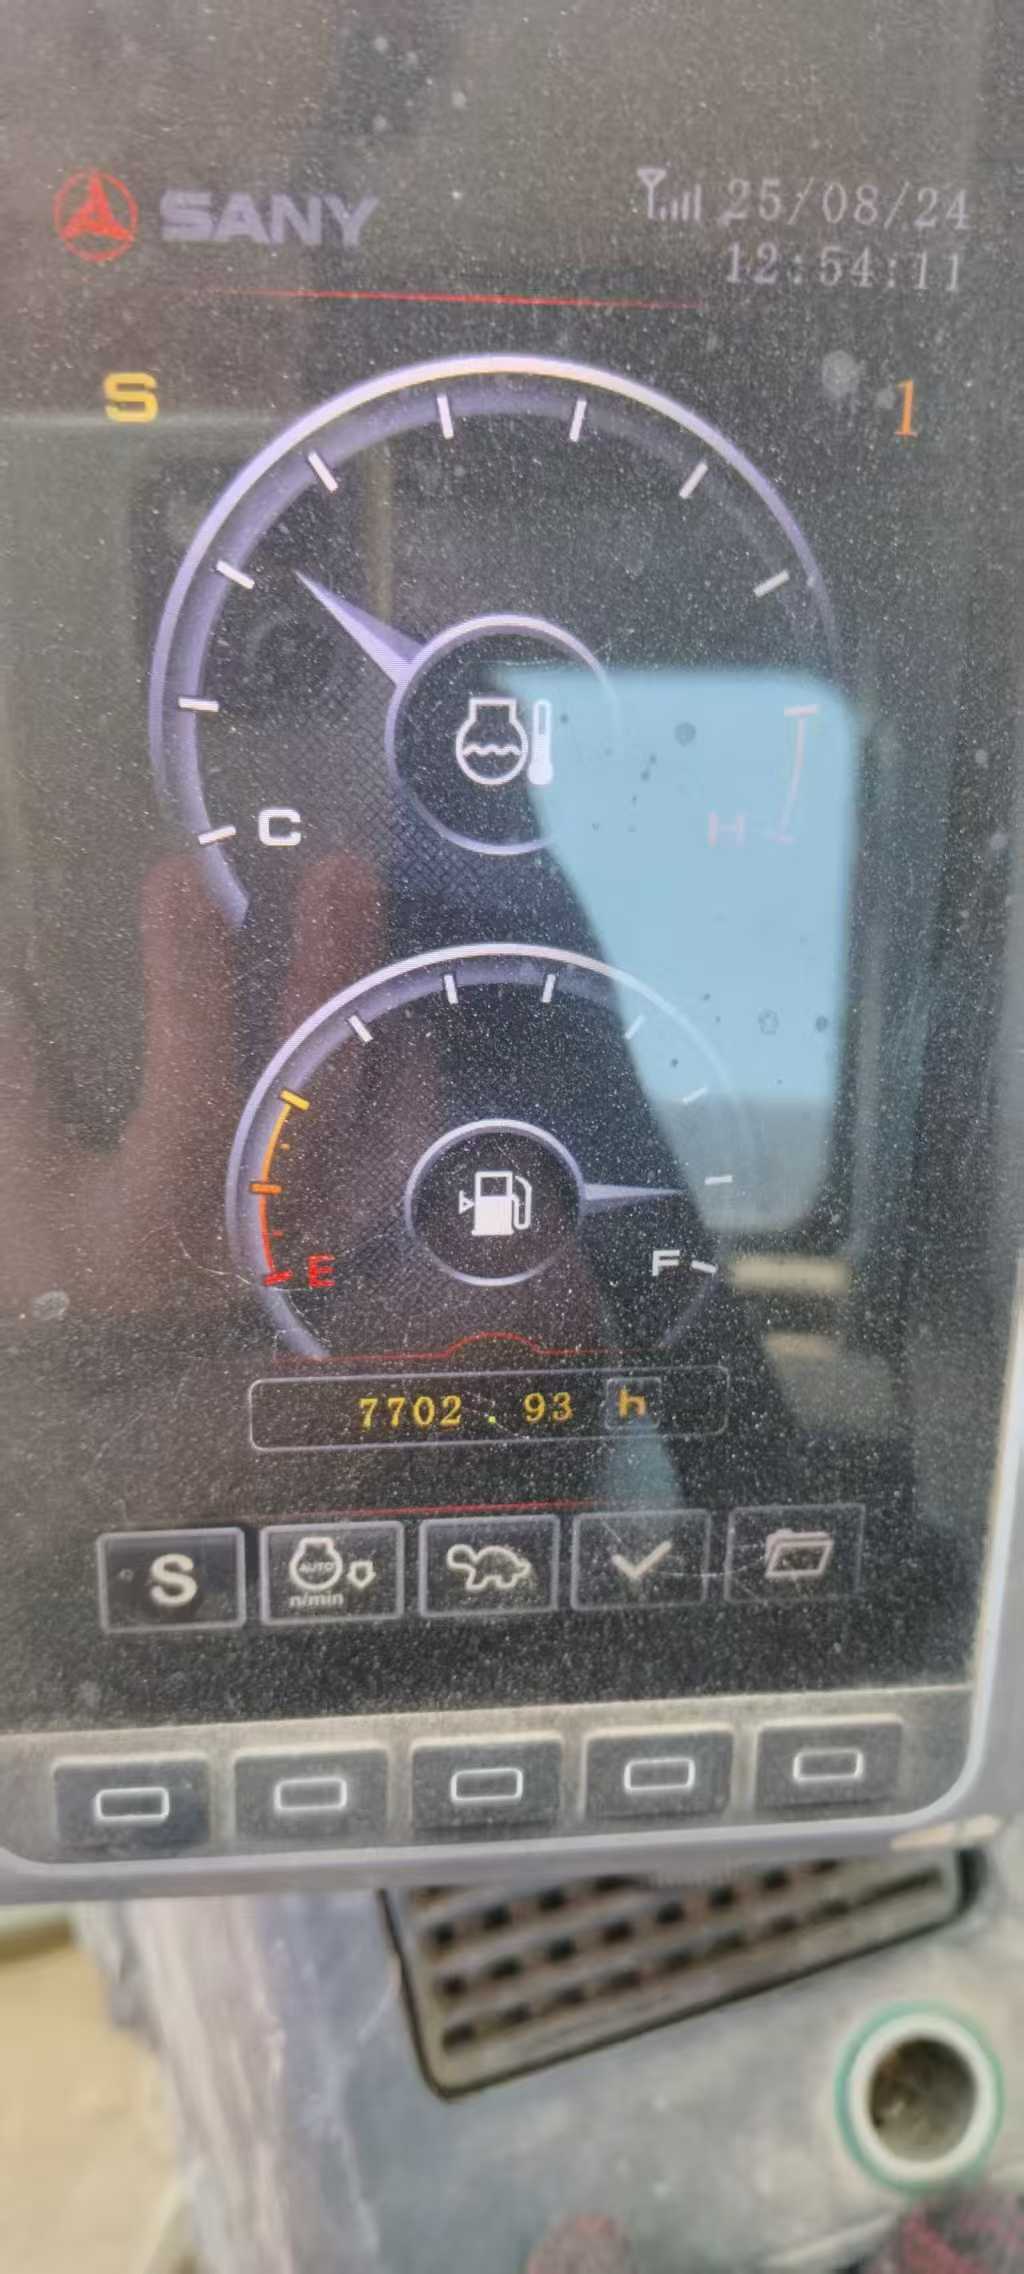 SANY
25/08/24
12:54:11
S
1
C
H
E
F
7702.93 h
S
AUTO
n/min